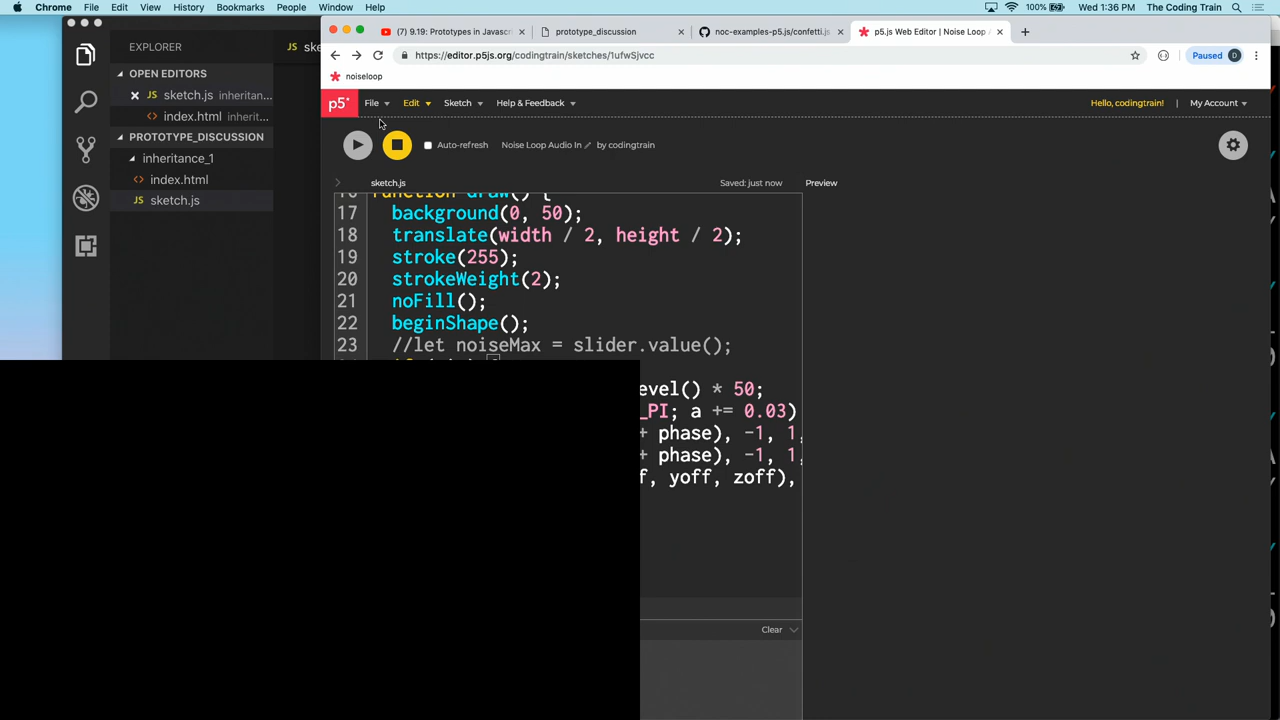 Chrome File Edit View History Bookmarks People Window Help 100% Wed 1:36 PM The Coding Train
EXPLORER
OPEN EDITORS
sketch.js inheritan...
index.html inherit...
PROTOTYPE_DISCUSSION
inheritance_1
index.html
sketch.js
JS ske
(7) 9.19: Prototypes in Javascri
prototype_discussion
noc-examples-p5.js/confetti.js
p5.js Web Editor | Noise Loop A
https://editor.p5js.org/codingtrain/sketches/1ufwSjvcc
Paused D
noiseloop
p5* File Edit Sketch Help & Feedback Hello, codingtrain! | My Account
Auto-refresh Noise Loop Audio In by codingtrain
sketch.js Saved: just now Preview
function draw() {
17 background(0, 50);
18 translate(width / 2, height / 2);
19 stroke(255);
20 strokeWeight(2);
21 noFill();
22 beginShape();
23 //let noiseMax = slider.value();
evel() * 50;
_PI; a += 0.03)
+ phase), -1, 1,
+ phase), -1, 1,
f, yoff, zoff),
Clear